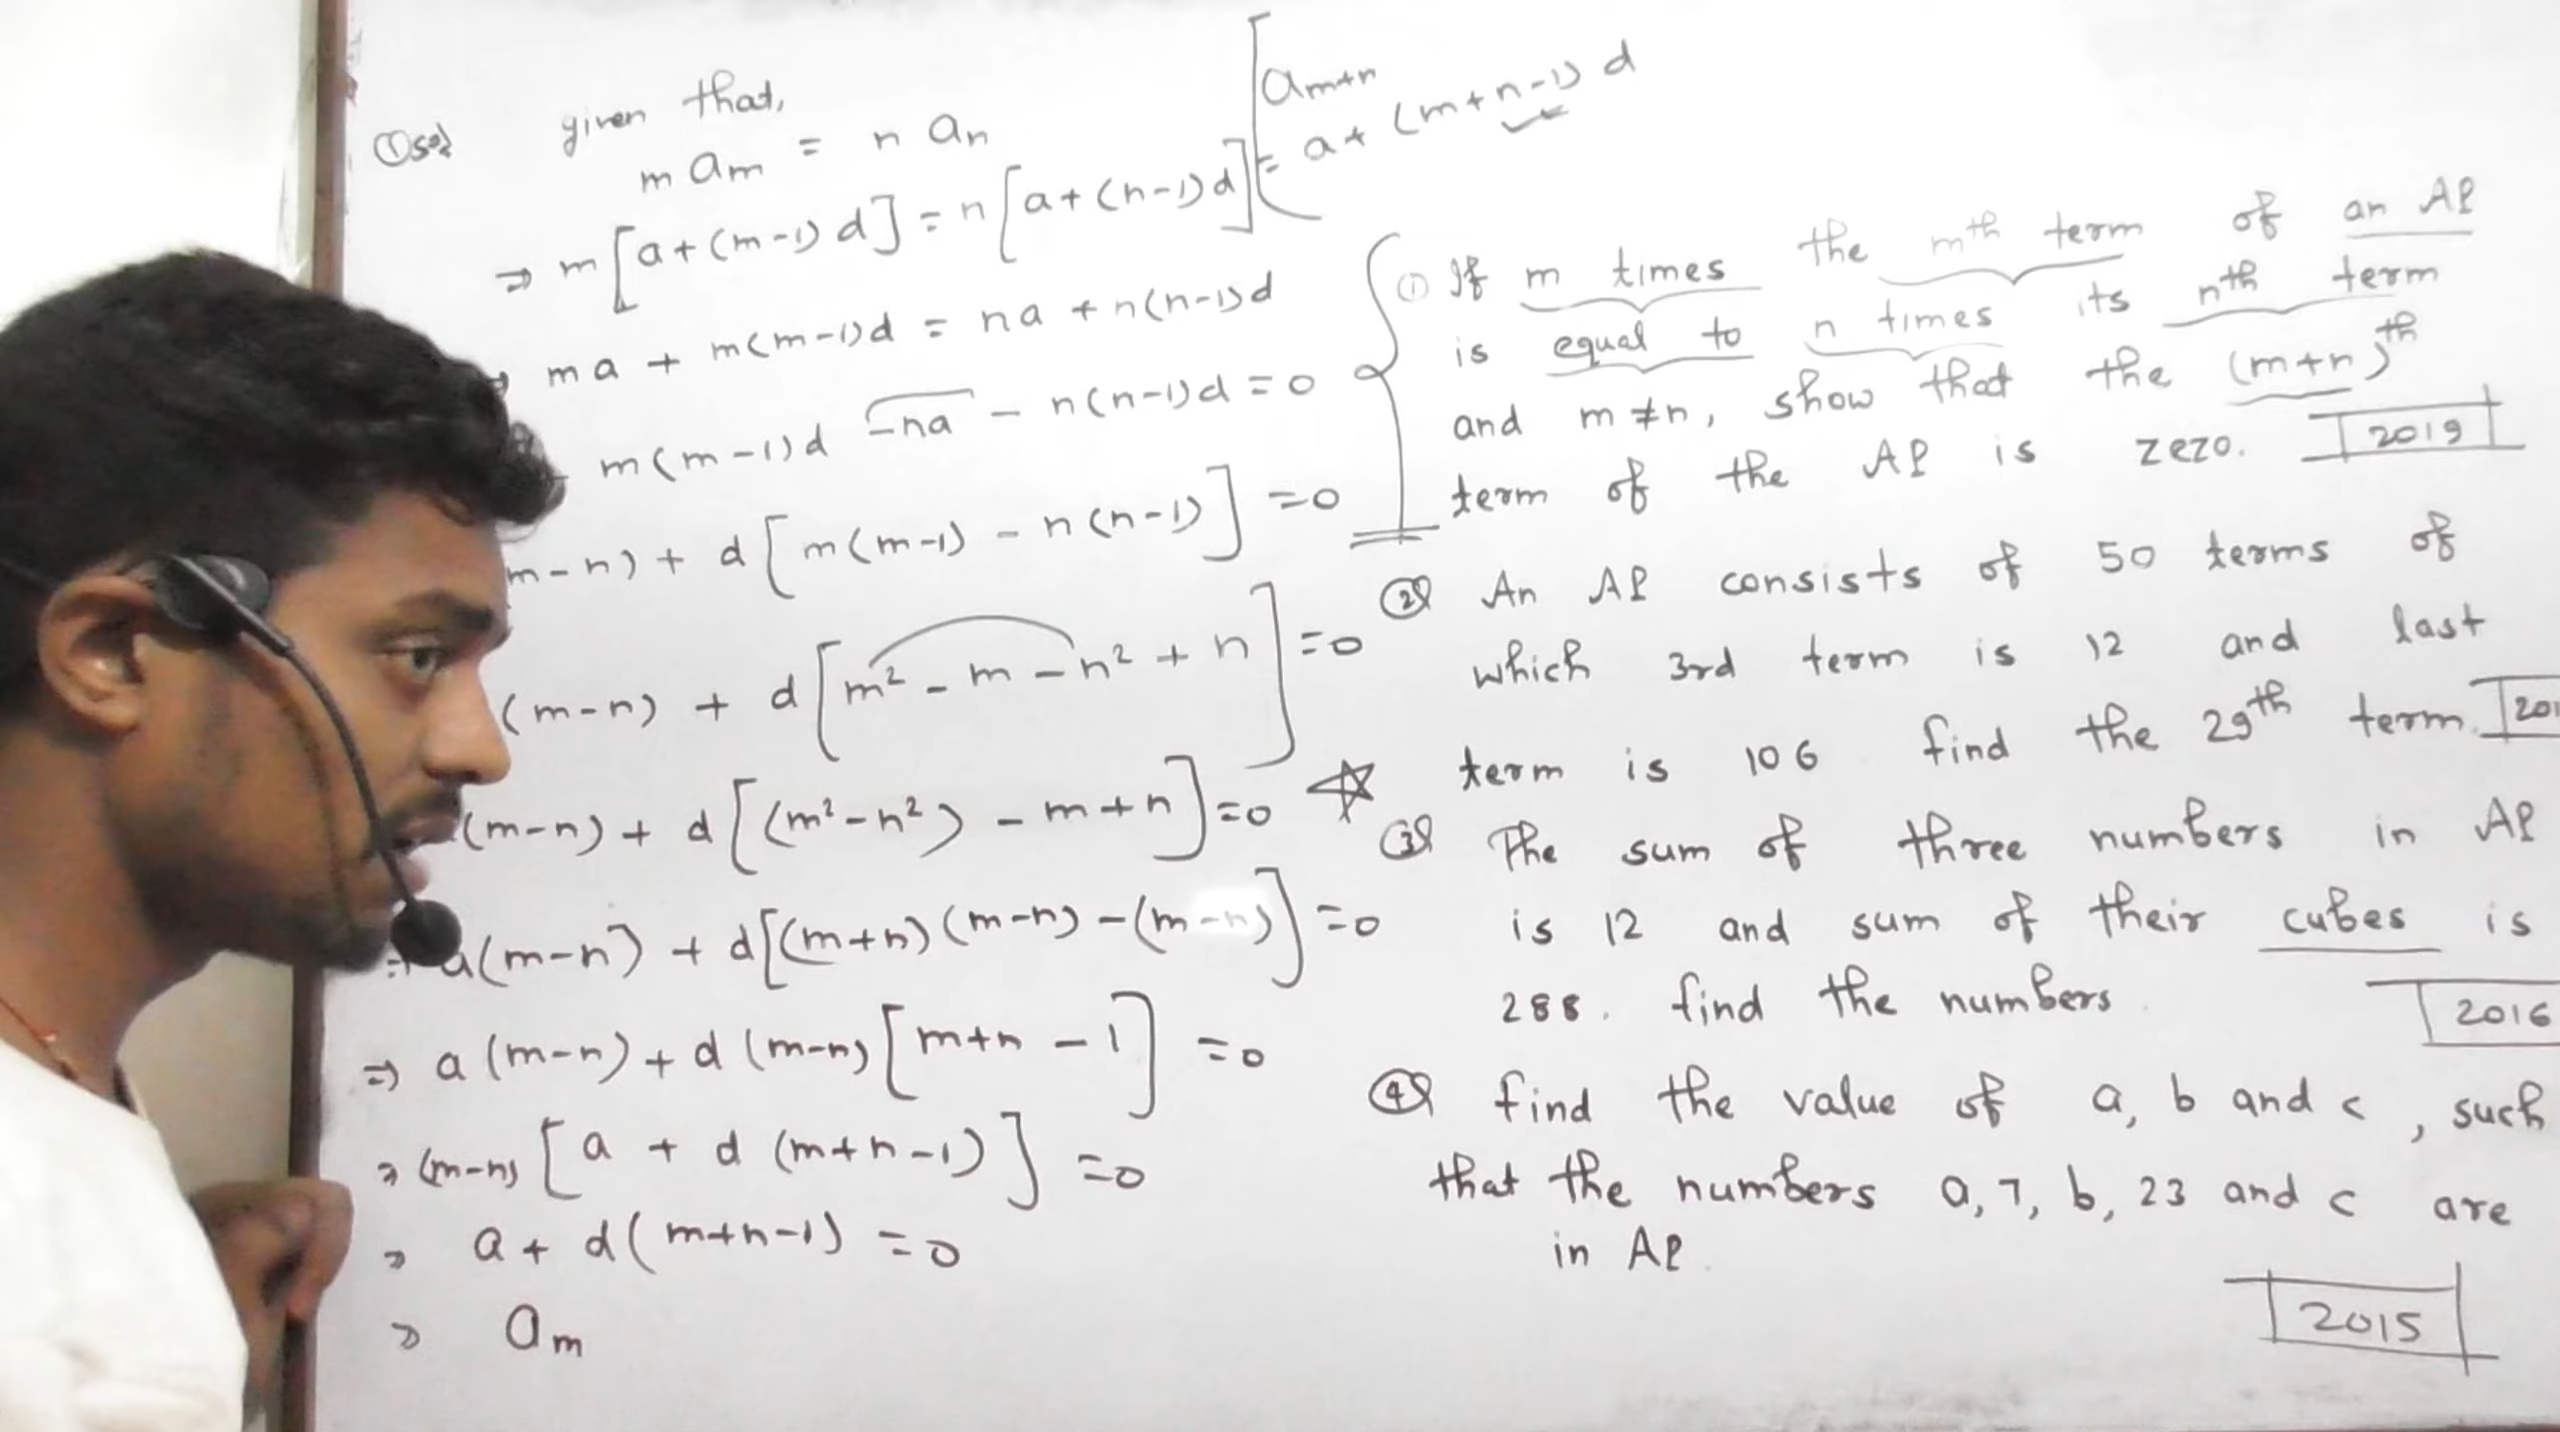 ①Sol given that,
m aₘ = n aₙ
⇒ m[a+(m-1)d] = n[a+(n-1)d]
[aₘ₊ₙ
= a+(m+n-1)d
ma + m(m-1)d = na + n(n-1)d
m(m-1)d -na - n(n-1)d = 0
m-n) + d[m(m-1) - n(n-1)] = 0
(m-n) + d[m² - m - n² + n] = 0
(m-n) + d[(m²-n²) - m+n] = 0
⇒ a(m-n) + d[(m+n)(m-n) - (m-n)] = 0
⇒ a(m-n) + d(m-n)[m+n - 1] = 0
⇒ (m-n)[a + d(m+n-1)] = 0
⇒ a + d(m+n-1) = 0
⇒ aₘ
① If m times the mth term of an AP
is equal to n times its nth term
and m≠n, show that the (m+n)th
term of the AP is zero. 2019
② An AP consists of 50 terms of
which 3rd term is 12 and last
term is 106 find the 29th term. 201
☆
③ The sum of three numbers in AP
is 12 and sum of their cubes is
288. find the numbers 2016
④ find the value of a, b and c, such
that the numbers a, 7, b, 23 and c are
in AP.
2015